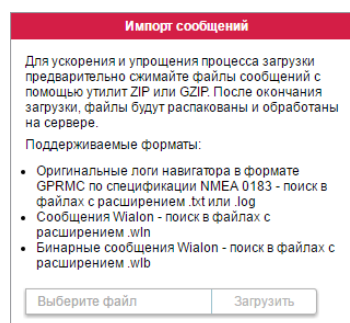 Импорт сообщений
Для ускорения и упрощения процесса загрузки
предварительно сжимайте файлы сообщений с
помощью утилит ZIP или GZIP. После окончания
загрузки, файлы будут распакованы и обработаны
на сервере.
Поддерживаемые форматы:
• Оригинальные логи навигатора в формате
GPRMC по спецификации NMEA 0183 - поиск в
файлах с расширением .txt или .log
• Сообщения Wialon - поиск в файлах с
расширением .wln
• Бинарные сообщения Wialon - поиск в файлах с
расширением .wlb
Выберите файл Загрузить